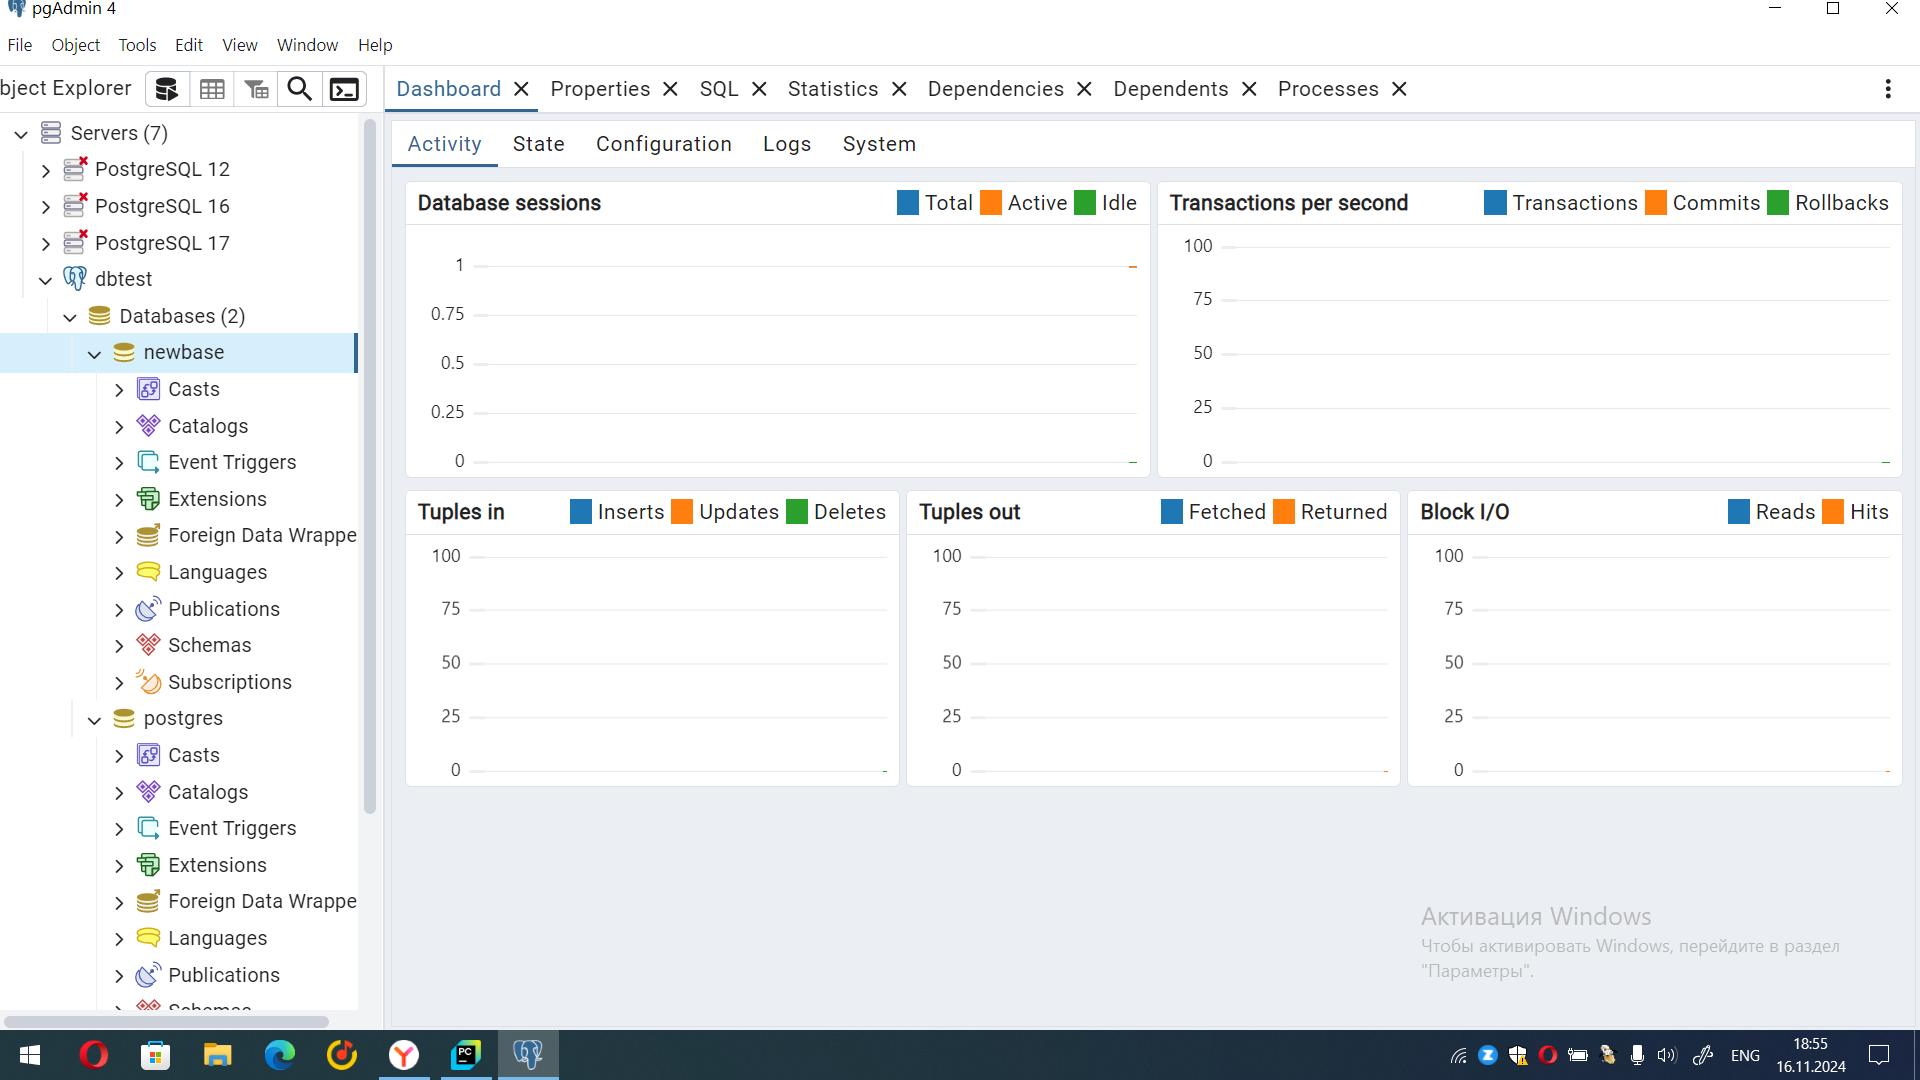 pgAdmin 4
File Object Tools Edit View Window Help
bject Explorer
Dashboard Properties SQL Statistics Dependencies Dependents Processes
Activity State Configuration Logs System
Servers (7)
PostgreSQL 12
PostgreSQL 16
PostgreSQL 17
dbtest
Databases (2)
newbase
Casts
Catalogs
Event Triggers
Extensions
Foreign Data Wrappe
Languages
Publications
Schemas
Subscriptions
postgres
Casts
Catalogs
Event Triggers
Extensions
Foreign Data Wrappe
Languages
Publications
Schemas
Database sessions Total Active Idle
1
0.75
0.5
0.25
0
Transactions per second Transactions Commits Rollbacks
100
75
50
25
0
Tuples in Inserts Updates Deletes
100
75
50
25
0
Tuples out Fetched Returned
100
75
50
25
0
Block I/O Reads Hits
100
75
50
25
0
Активация Windows
Чтобы активировать Windows, перейдите в раздел
"Параметры".
PC
ENG
18:55
16.11.2024